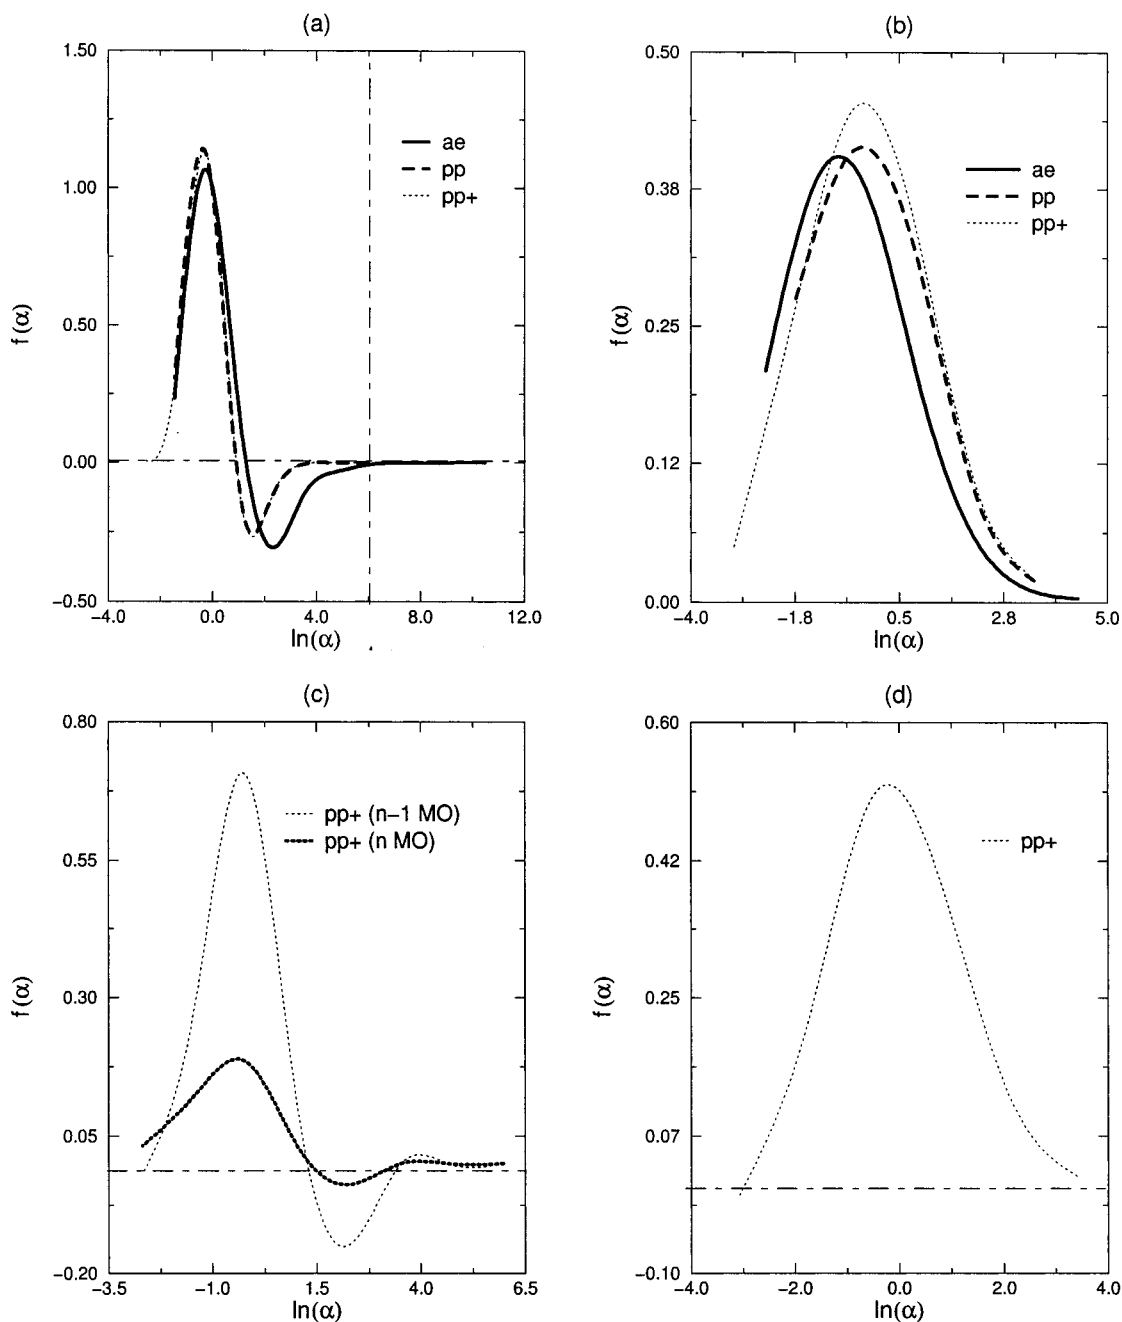 (a)
1.50
1.00
0.50
0.00
−0.50
f(α)
−4.0 0.0 4.0 8.0 12.0
ln(α)
ae
pp
pp+
(b)
0.50
0.38
0.25
0.12
0.00
f(α)
−4.0 −1.8 0.5 2.8 5.0
ln(α)
ae
pp
pp+
(c)
0.80
0.55
0.30
0.05
−0.20
f(α)
−3.5 −1.0 1.5 4.0 6.5
ln(α)
pp+ (n−1 MO)
pp+ (n MO)
(d)
0.60
0.42
0.25
0.07
−0.10
f(α)
−4.0 −2.0 0.0 2.0 4.0
ln(α)
pp+